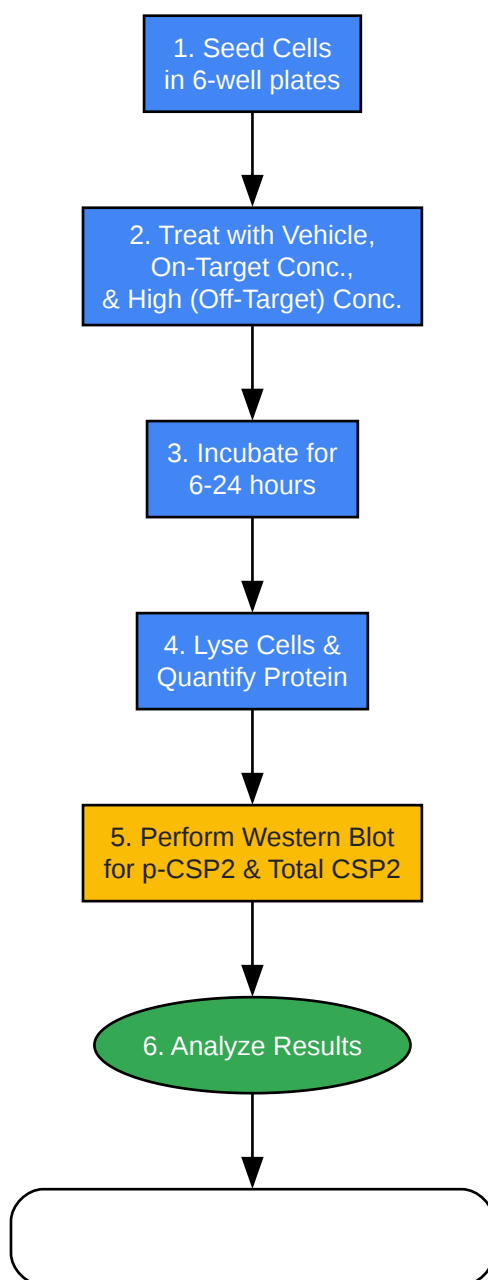 1. Seed Cells
in 6-well plates
2. Treat with Vehicle,
On-Target Conc.,
& High (Off-Target) Conc.
3. Incubate for
6-24 hours
4. Lyse Cells &
Quantify Protein
5. Perform Western Blot
for p-CSP2 & Total CSP2
6. Analyze Results